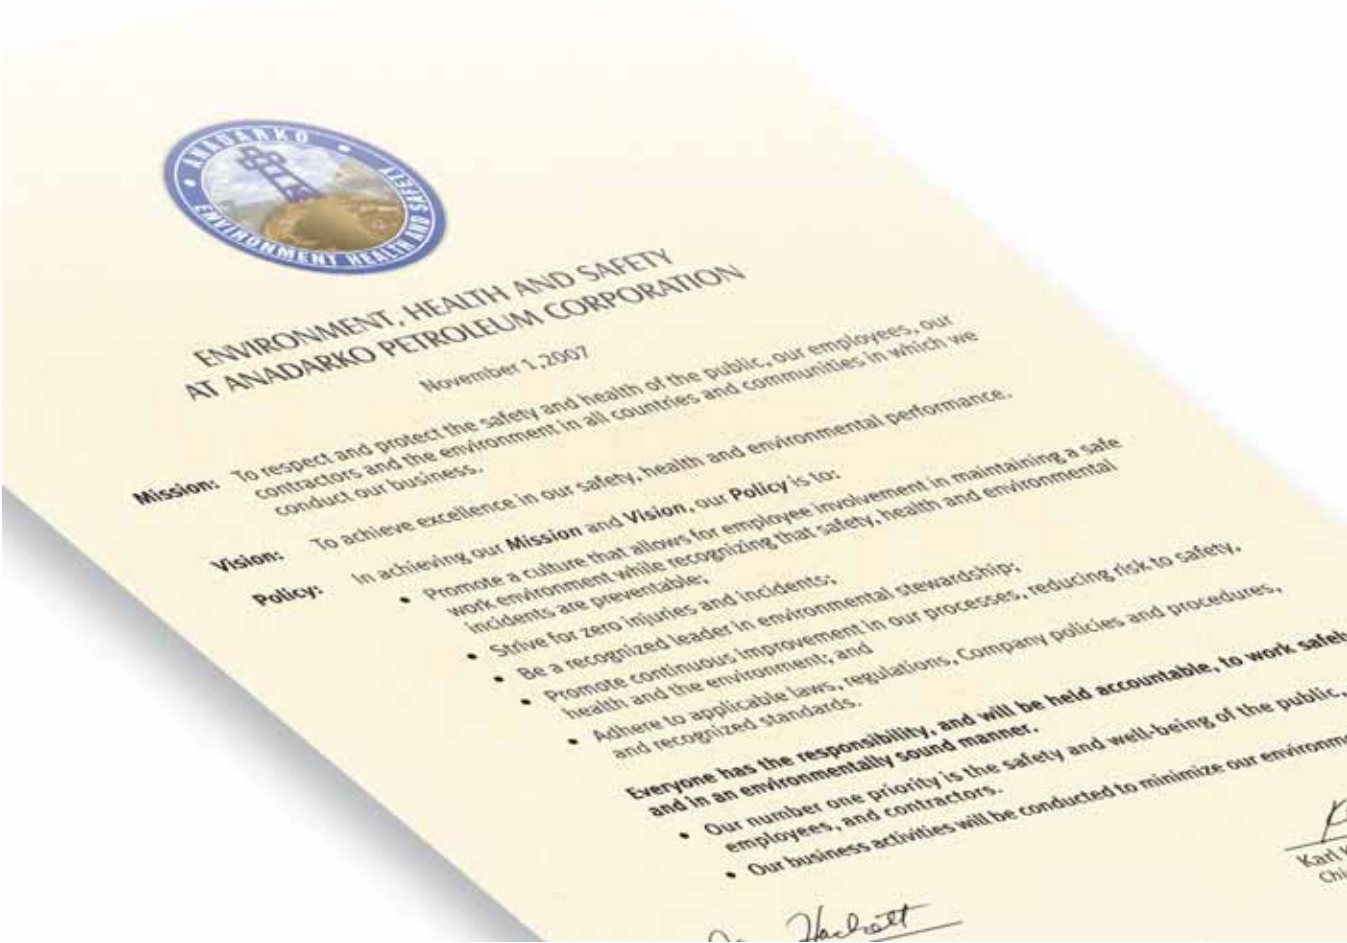 ANADARKO
ENVIRONMENT HEALTH AND SAFETY
ENVIRONMENT, HEALTH AND SAFETY
AT ANADARKO PETROLEUM CORPORATION
November 1,2007
Mission: To respect and protect the safety and health of the public, our employees, our
contractors and the environment in all countries and communities in which we
conduct our business.
Vision: To achieve excellence in our safety, health and environmental performance.
Policy: In achieving our Mission and Vision, our Policy is to:
• Promote a culture that allows for employee involvement in maintaining a safe
work environment while recognizing that safety, health and environmental
incidents are preventable;
• Strive for zero injuries and incidents;
• Be a recognized leader in environmental stewardship;
• Promote continuous improvement in our processes, reducing risk to safety,
health and the environment; and
• Adhere to applicable laws, regulations, Company policies and procedures,
and recognized standards.
Everyone has the responsibility, and will be held accountable, to work safely
and in an environmentally sound manner.
• Our number one priority is the safety and well-being of the public,
employees, and contractors.
• Our business activities will be conducted to minimize our environm
Karl
Chi
Hackett